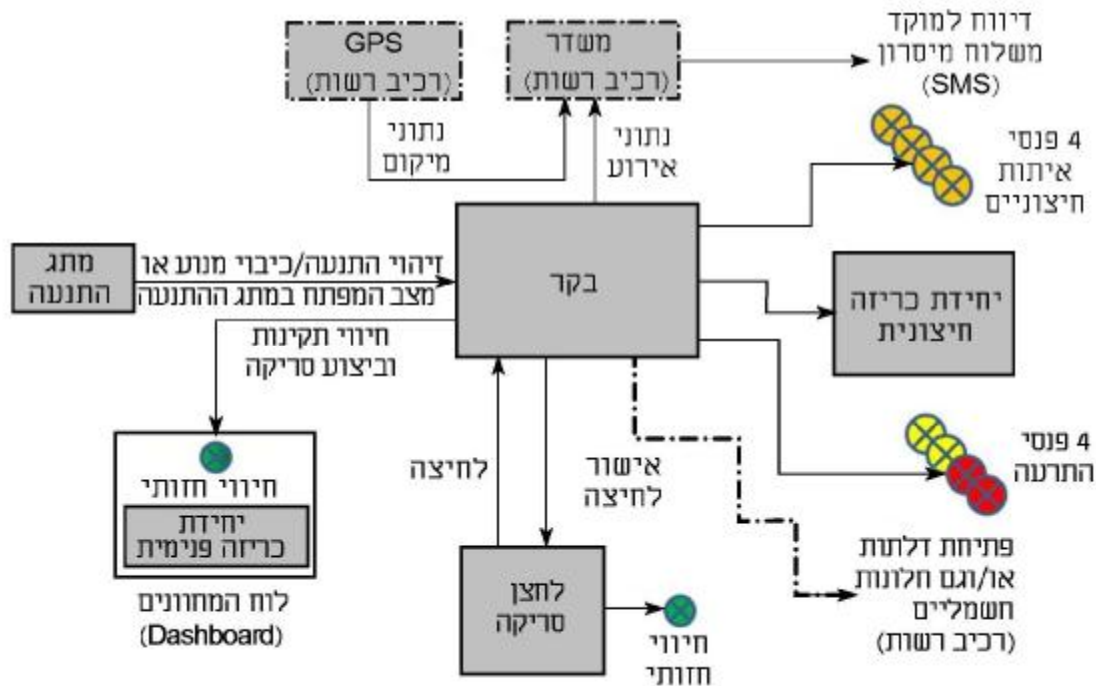 GPS
(רכיב רשות)
משדר
(רכיב רשות)
דיווח למוקד
משלוח מיסרון
(SMS)
נתוני
מיקום
נתוני
אירוע
4 פנסי
איתות
חיצוניים
מתג
התנעה
זיהוי התנעה/כיבוי מנוע או
מצב המפתח במתג ההתנעה
בקר
יחידת כריזה
חיצונית
חיווי תקינות
וביצוע סריקה
חיווי חזותי
יחידת
כריזה פנימית
לוח המחוונים
(Dashboard)
לחיצה
אישור
לחיצה
לחצן
סריקה
חיווי
חזותי
4 פנסי
התרעה
פתיחת דלתות
או/וגם חלונות
חשמליים
(רכיב רשות)